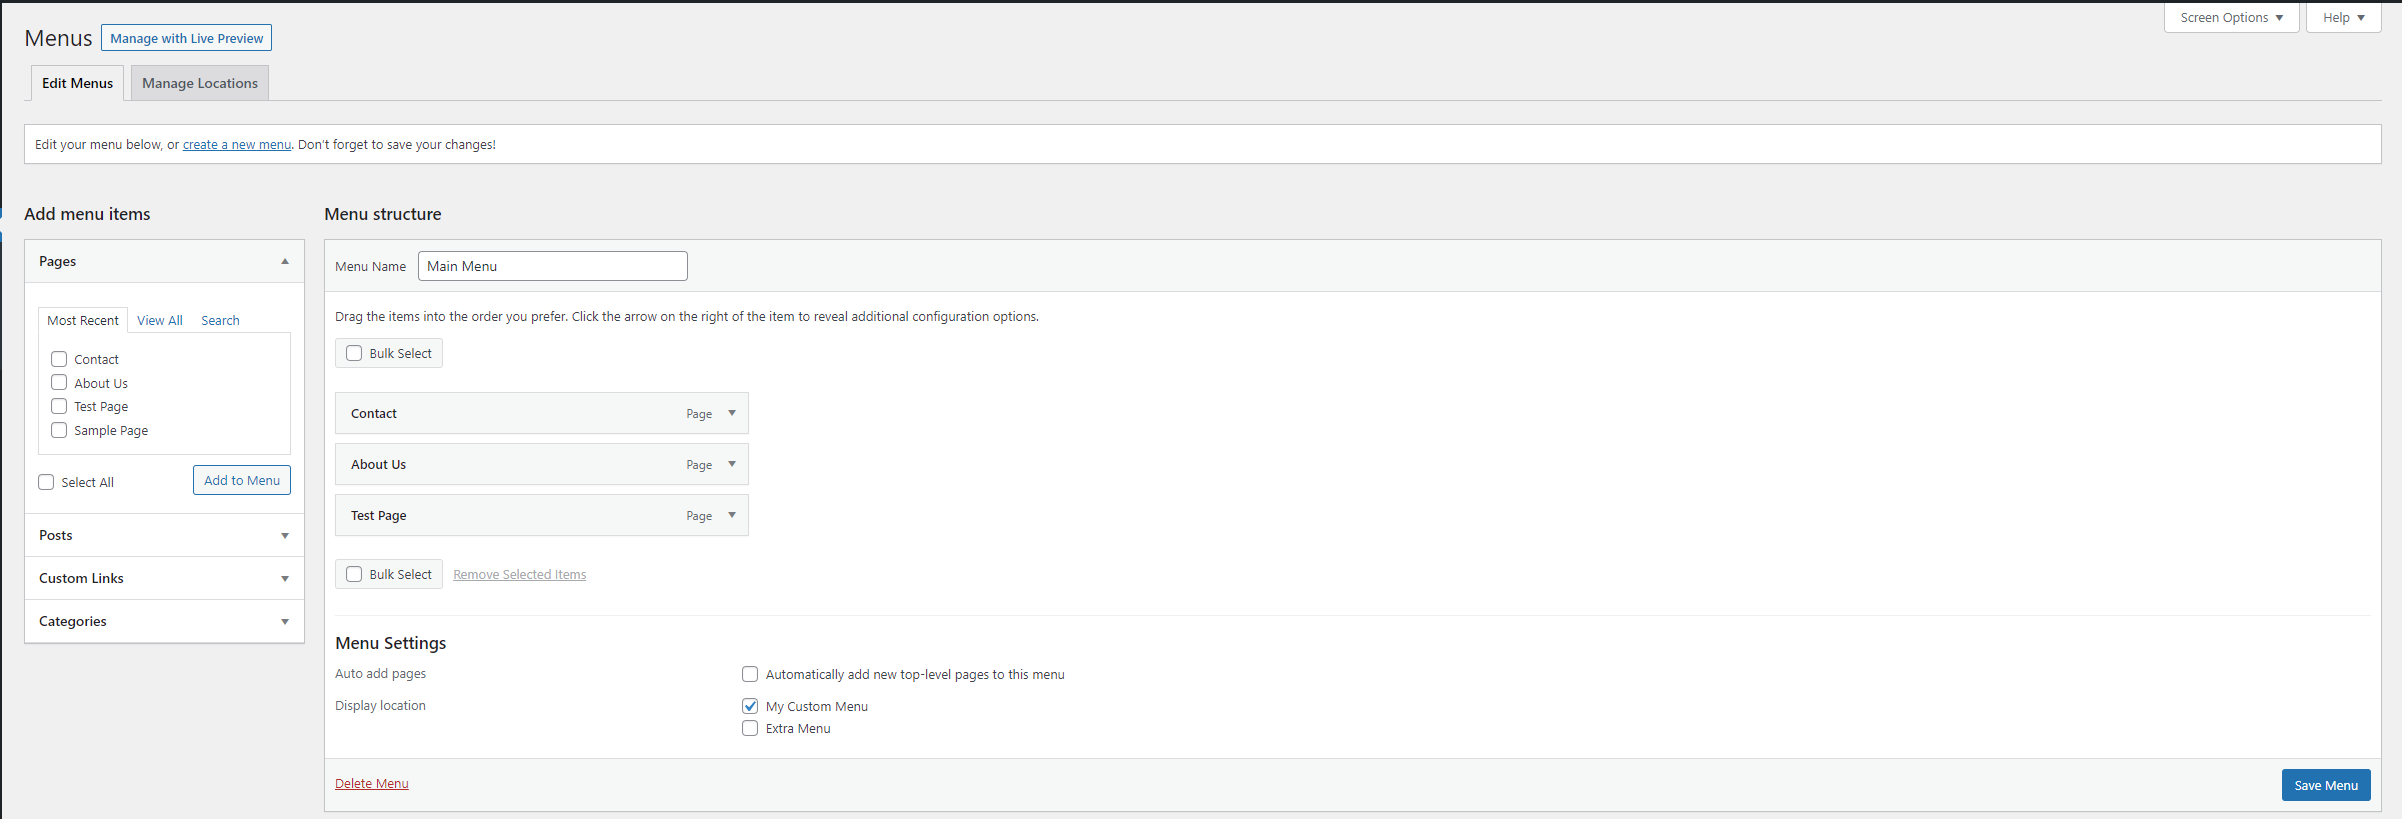 Screen Options
Help
Menus
Manage with Live Preview
Edit Menus
Manage Locations
Edit your menu below, or create a new menu. Don't forget to save your changes!
Add menu items
Pages
Most Recent
View All
Search
Contact
About Us
Test Page
Sample Page
Select All
Add to Menu
Posts
Custom Links
Categories
Menu structure
Menu Name
Main Menu
Drag the items into the order you prefer. Click the arrow on the right of the item to reveal additional configuration options.
Bulk Select
Contact Page
About Us Page
Test Page Page
Bulk Select
Remove Selected Items
Menu Settings
Auto add pages
Automatically add new top-level pages to this menu
Display location
My Custom Menu
Extra Menu
Delete Menu
Save Menu